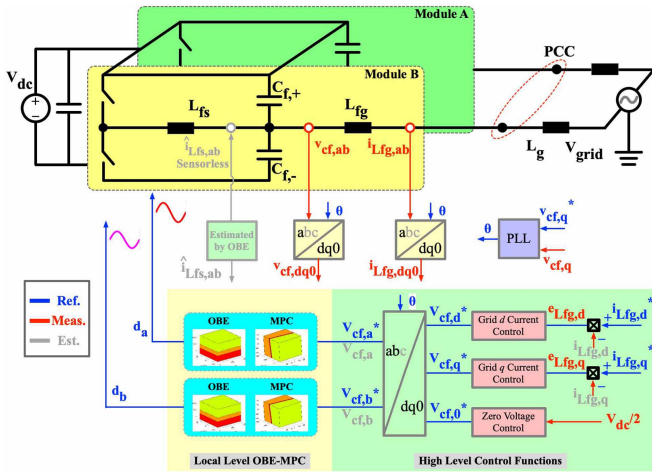 Module A
Module B
PCC
V_dc
L_fs
C_f,+
L_fg
î_Lfs,ab
Sensorless
v_cf,ab
i_Lfg,ab
C_f,-
L_g
V_grid
Estimated
by OBE
θ
abc
dq0
θ
abc
dq0
θ
PLL
v_cf,q*
v_cf,q
î_Lfs,ab
v_cf,dq0
i_Lfg,dq0
Ref.
Meas.
Est.
d_a
d_b
OBE
MPC
OBE
MPC
V_cf,a*
V_cf,a
V_cf,b*
V_cf,b
θ
abc
dq0
V_cf,d*
V_cf,q*
V_cf,0*
Grid d Current
Control
Grid q Current
Control
Zero Voltage
Control
e_Lfg,d
i_Lfg,d*
+
−
i_Lfg,d
e_Lfg,q
i_Lfg,q*
+
−
i_Lfg,q
V_dc/2
Local Level OBE-MPC
High Level Control Functions